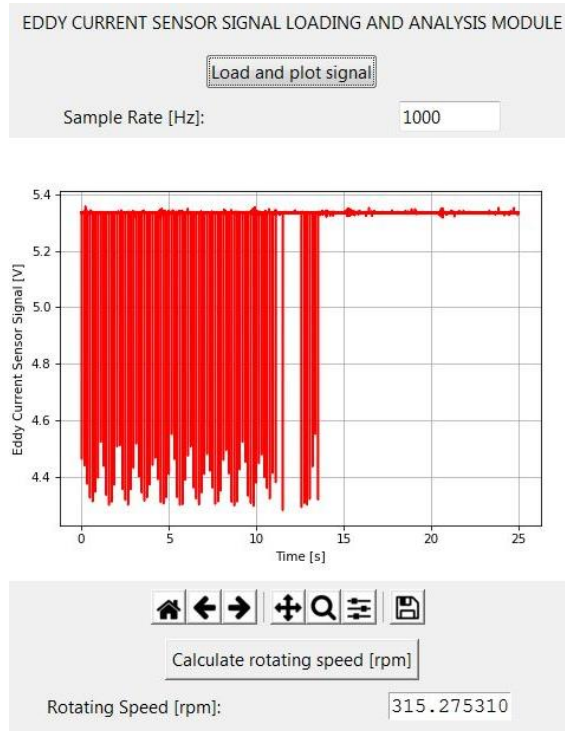 EDDY CURRENT SENSOR SIGNAL LOADING AND ANALYSIS MODULE
Load and plot signal
Sample Rate [Hz]: 1000
5.4
5.2
5.0
4.8
4.6
4.4
Eddy Current Sensor Signal [V]
0 5 10 15 20 25
Time [s]
Calculate rotating speed [rpm]
Rotating Speed [rpm]: 315.275310